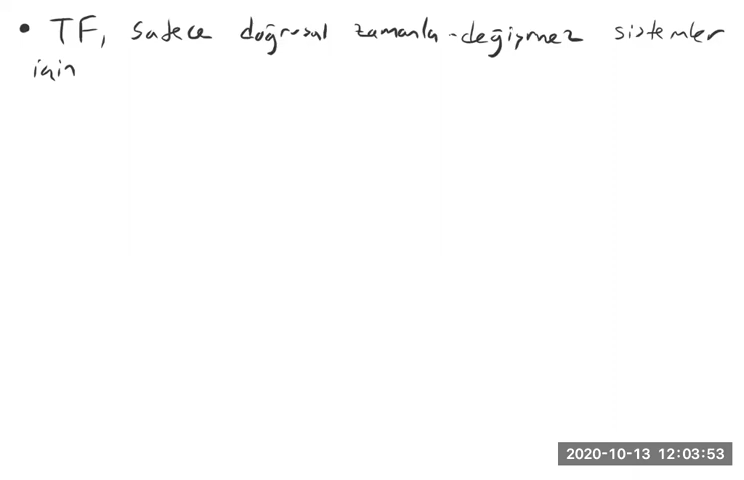 • TF, sadece doğrusal zamanla-değişmez sistemler
için
2020-10-13 12:03:53